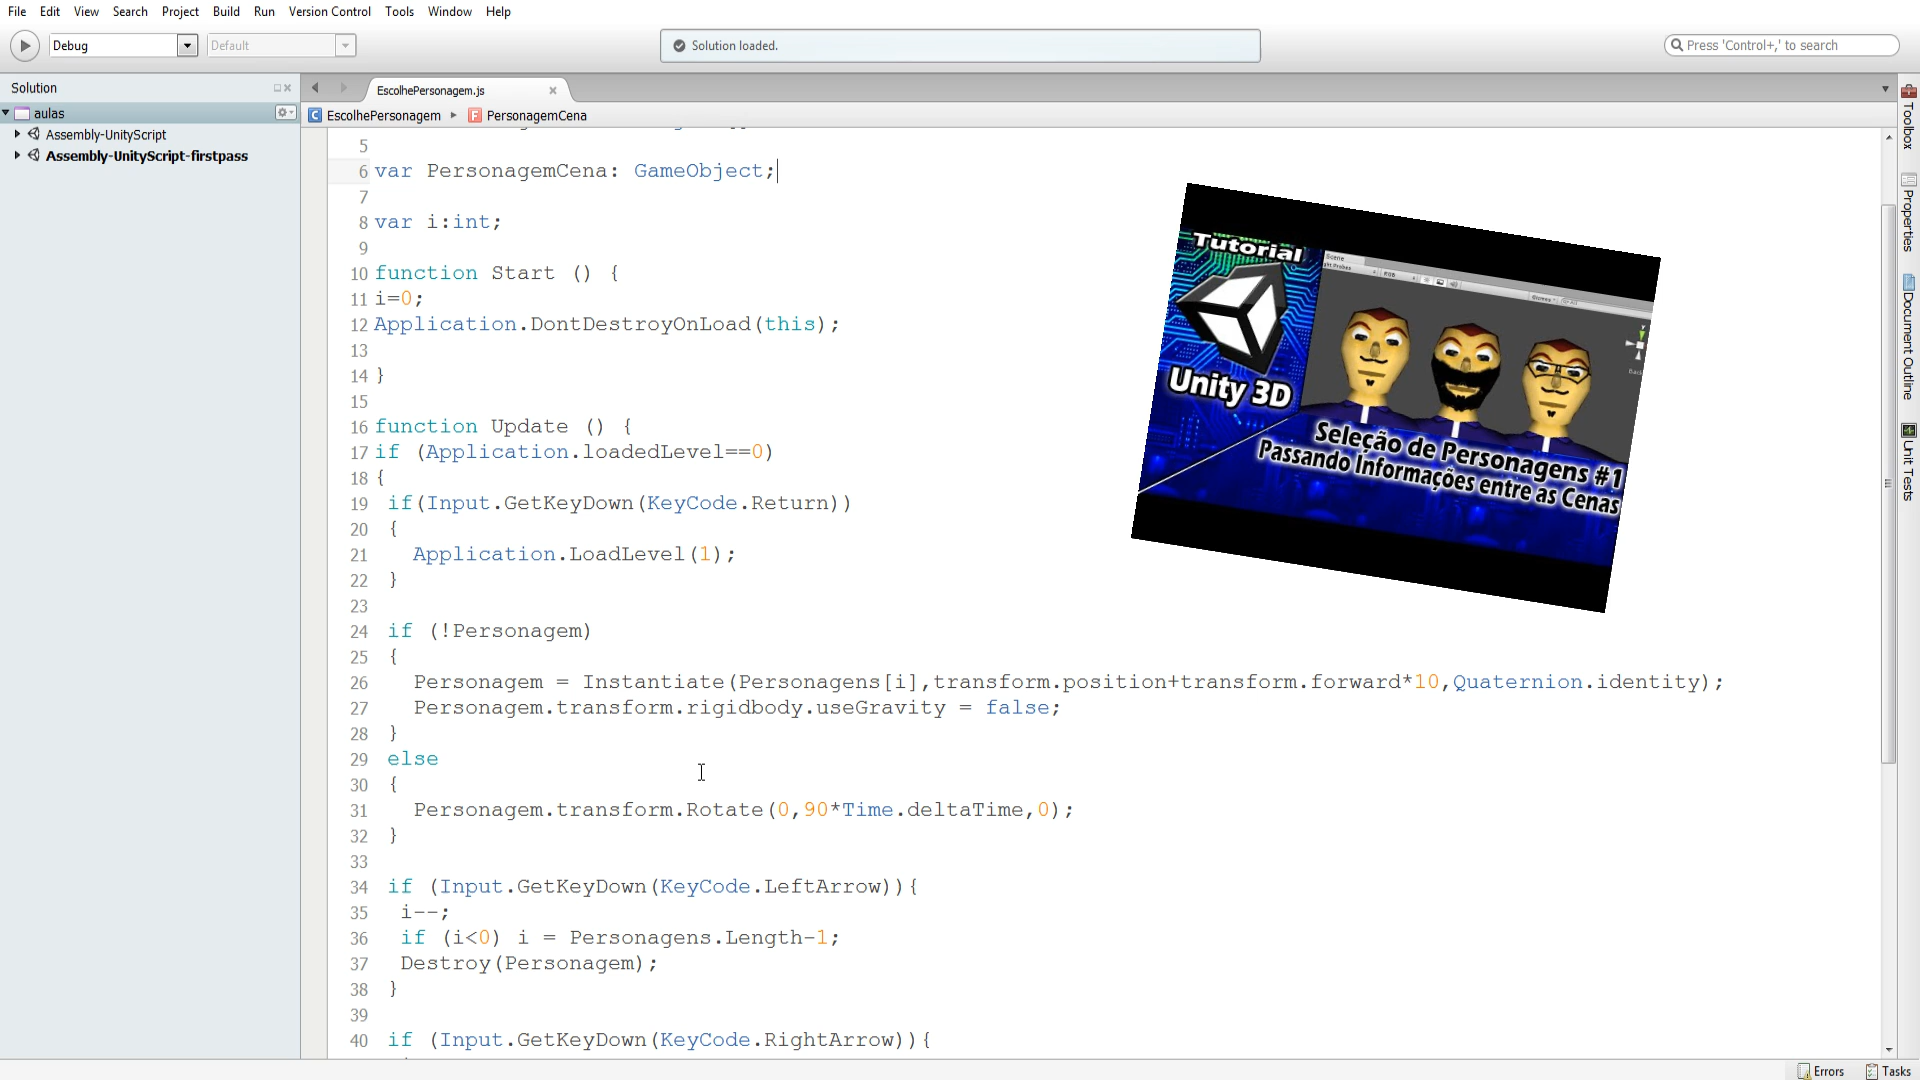 File Edit View Search Project Build Run Version Control Tools Window Help
Debug
Default
Solution loaded.
Press 'Control+,' to search
Solution
EscolhePersonagem.js
aulas
EscolhePersonagem
PersonagemCena
Assembly-UnityScript
Assembly-UnityScript-firstpass
5
6 var PersonagemCena: GameObject;
7
8 var i:int;
9
10 function Start () {
11 i=0;
12 Application.DontDestroyOnLoad(this);
13
14 }
15
16 function Update () {
17 if (Application.loadedLevel==0)
18 {
19 if(Input.GetKeyDown(KeyCode.Return))
20 {
21 Application.LoadLevel(1);
22 }
23
24 if (!Personagem)
25 {
26 Personagem = Instantiate(Personagens[i],transform.position+transform.forward*10,Quaternion.identity);
27 Personagem.transform.rigidbody.useGravity = false;
28 }
29 else
30 {
31 Personagem.transform.Rotate(0,90*Time.deltaTime,0);
32 }
33
34 if (Input.GetKeyDown(KeyCode.LeftArrow)){
35 i--;
36 if (i<0) i = Personagens.Length-1;
37 Destroy(Personagem);
38 }
39
40 if (Input.GetKeyDown(KeyCode.RightArrow)){
Tutorial
Unity 3D
Scene
Seleção de Personagens #1
Passando Informações entre as Cenas
Toolbox
Properties
Document Outline
Unit Tests
Errors
Tasks